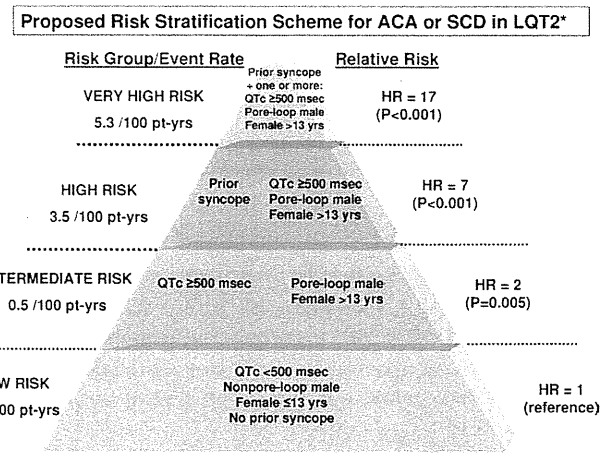 Proposed Risk Stratification Scheme for ACA or SCD in LQT2*
Risk Group/Event Rate
Relative Risk
Prior syncope
+ one or more:
QTc ≥500 msec
Pore-loop male
Female >13 yrs
VERY HIGH RISK
5.3 /100 pt-yrs
HR = 17
(P<0.001)
HIGH RISK
3.5 /100 pt-yrs
Prior
syncope
QTc ≥500 msec
Pore-loop male
Female >13 yrs
HR = 7
(P<0.001)
TERMEDIATE RISK
0.5 /100 pt-yrs
QTc ≥500 msec
Pore-loop male
Female >13 yrs
HR = 2
(P=0.005)
W RISK
00 pt-yrs
QTc <500 msec
Nonpore-loop male
Female ≤13 yrs
No prior syncope
HR = 1
(reference)